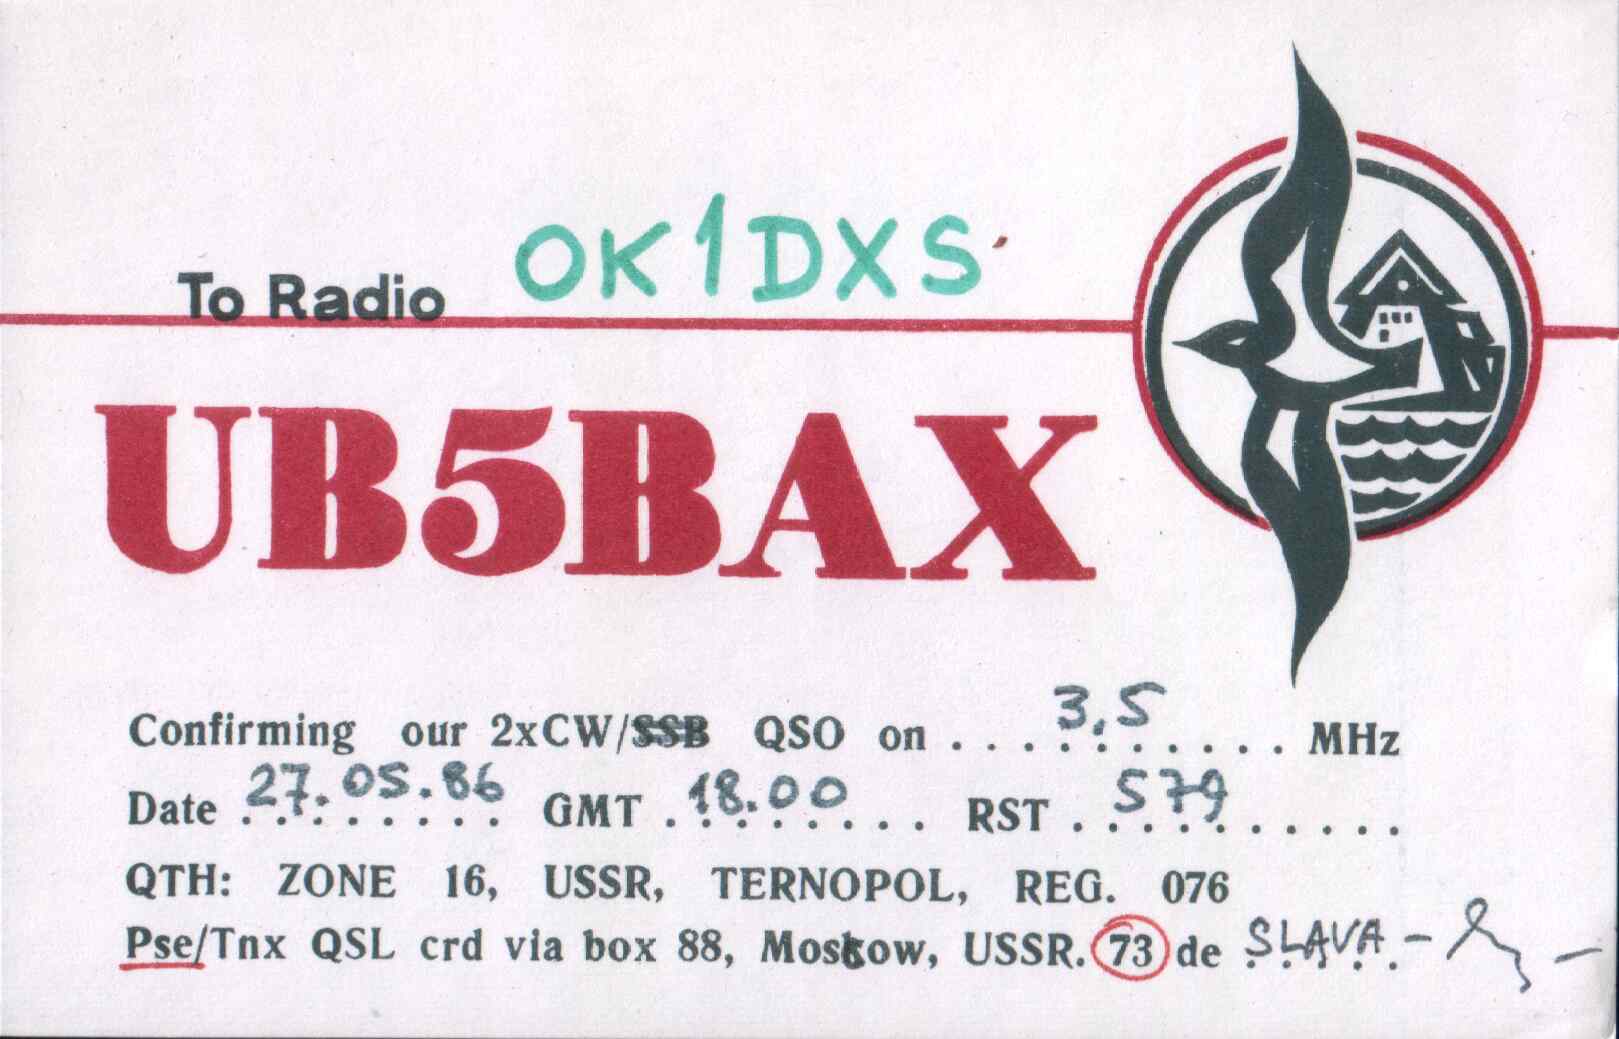 To Radio OK1DXS
UB5BAX
Confirming our 2xCW/SSB QSO on 3,5 MHz
Date 27.05.86 GMT 18.00 RST 579
QTH: ZONE 16, USSR, TERNOPOL, REG. 076
Pse/Tnx QSL crd via box 88, Moskow, USSR. 73 de SLAVA -